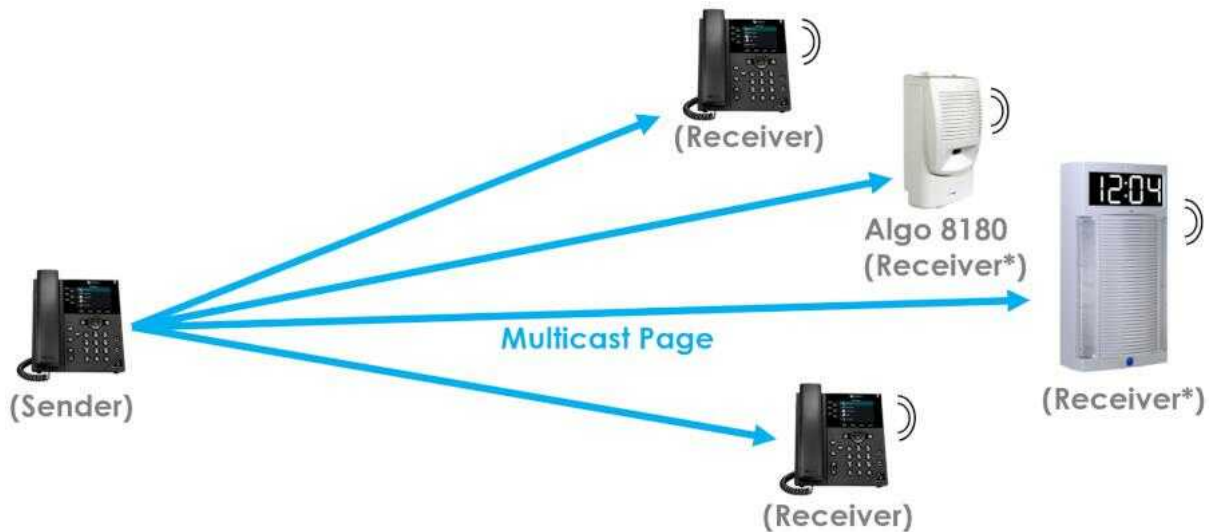 (Receiver)
Algo 8180
(Receiver*)
12:04
Multicast Page
(Sender)
(Receiver*)
(Receiver)